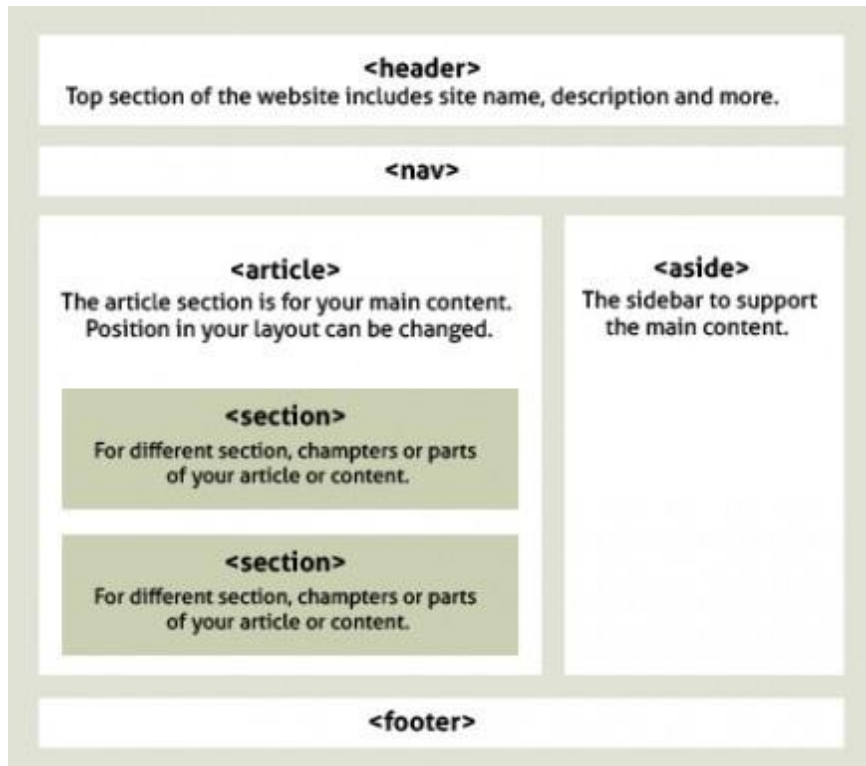 <header>
Top section of the website includes site name, description and more.
<nav>
<article>
The article section is for your main content.
Position in your layout can be changed.
<section>
For different section, champters or parts
of your article or content.
<section>
For different section, champters or parts
of your article or content.
<aside>
The sidebar to support
the main content.
<footer>